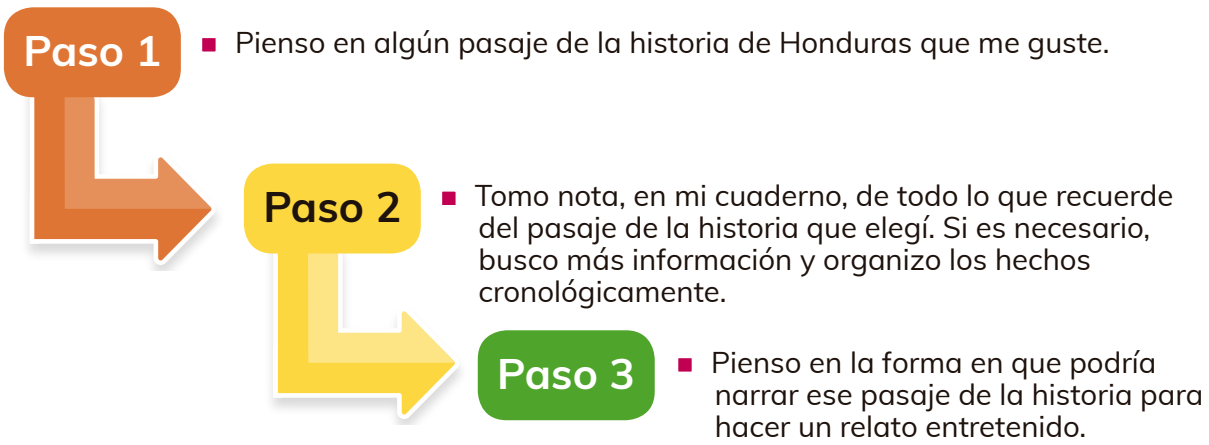 Paso 1
■ Pienso en algún pasaje de la historia de Honduras que me guste.
Paso 2
■ Tomo nota, en mi cuaderno, de todo lo que recuerde
del pasaje de la historia que elegí. Si es necesario,
busco más información y organizo los hechos
cronológicamente.
Paso 3
■ Pienso en la forma en que podría
narrar ese pasaje de la historia para
hacer un relato entretenido.